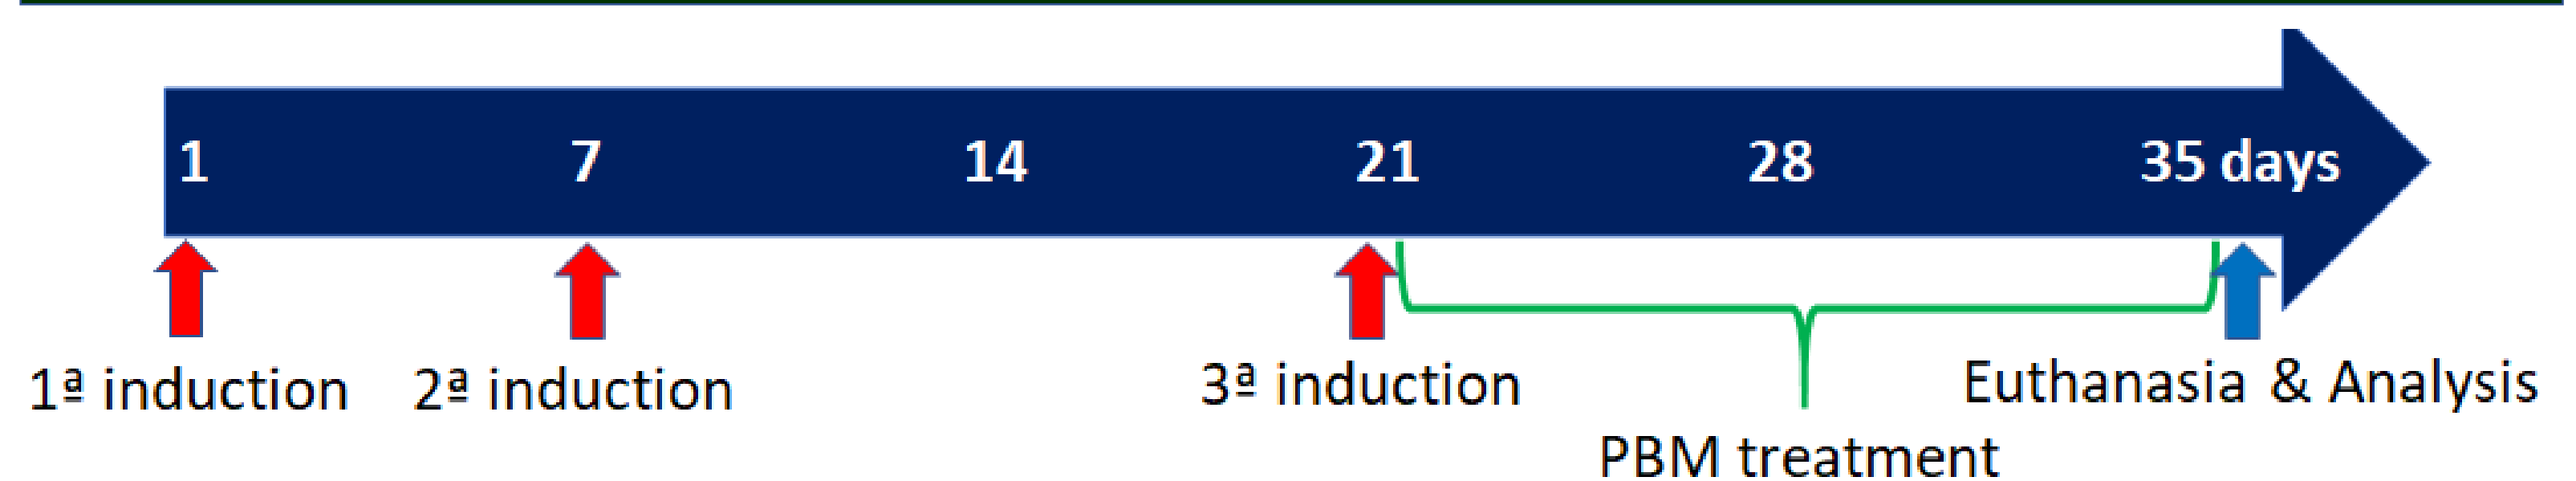 1 7 14 21 28 35 days
1ª induction 2ª induction 3ª induction Euthanasia & Analysis
PBM treatment